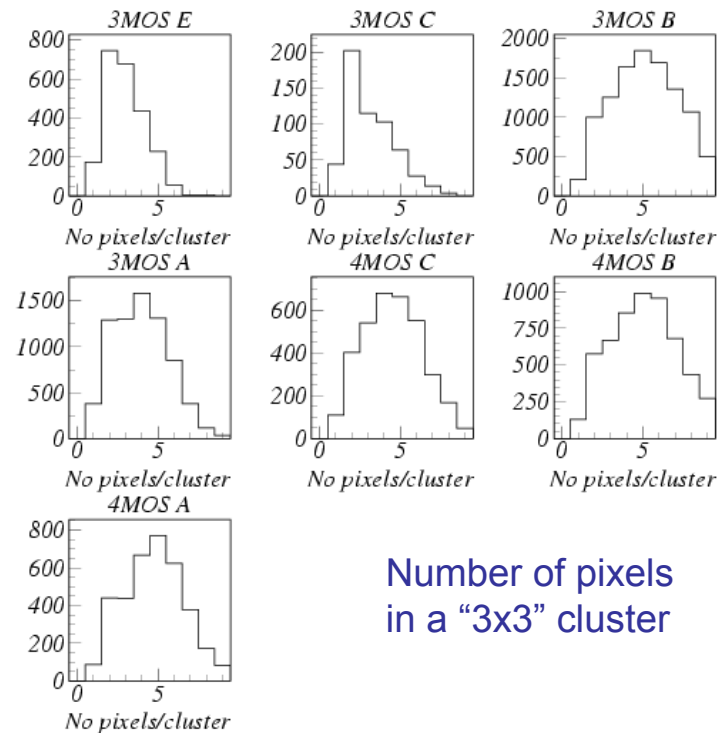 3MOS E
3MOS C
3MOS B
800
600
400
200
0
0
5
No pixels/cluster
200
150
100
50
0
0
5
No pixels/cluster
2000
1500
1000
500
0
0
5
No pixels/cluster
3MOS A
4MOS C
4MOS B
1500
1000
500
0
0
5
No pixels/cluster
600
400
200
0
0
5
No pixels/cluster
1000
750
500
250
0
0
5
No pixels/cluster
4MOS A
800
600
400
200
0
0
5
No pixels/cluster
Number of pixels
in a “3x3” cluster